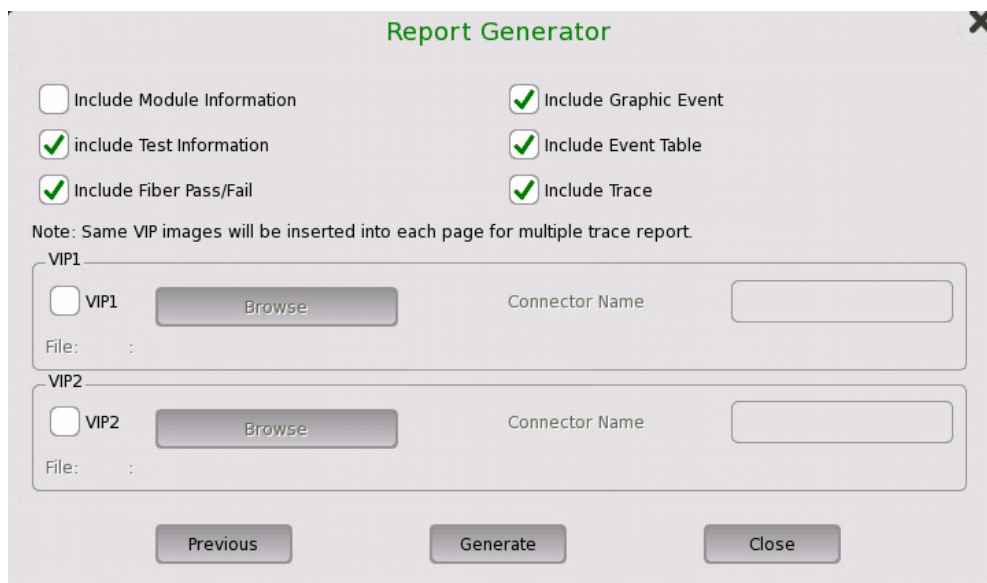 Report Generator
Include Module Information
Include Graphic Event
include Test Information
Include Event Table
Include Fiber Pass/Fail
Include Trace
Note: Same VIP images will be inserted into each page for multiple trace report.
VIP1
VIP1 Browse Connector Name
File: :
VIP2
VIP2 Browse Connector Name
File: :
Previous Generate Close